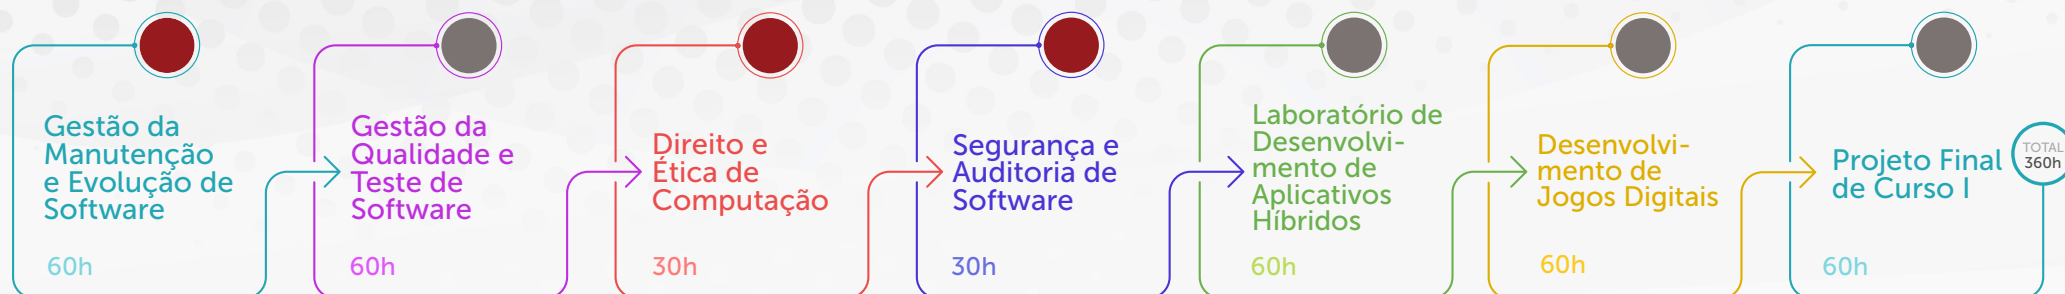 Gestão da
Manutenção
e Evolução de
Software
60h
Gestão da
Qualidade e
Teste de
Software
60h
Direito e
Ética de
Computação
30h
Segurança e
Auditoria de
Software
30h
Laboratório de
Desenvolvi-
mento de
Aplicativos
Híbridos
60h
Desenvolvi-
mento de
Jogos Digitais
60h
Projeto Final
de Curso I
60h
TOTAL
360h